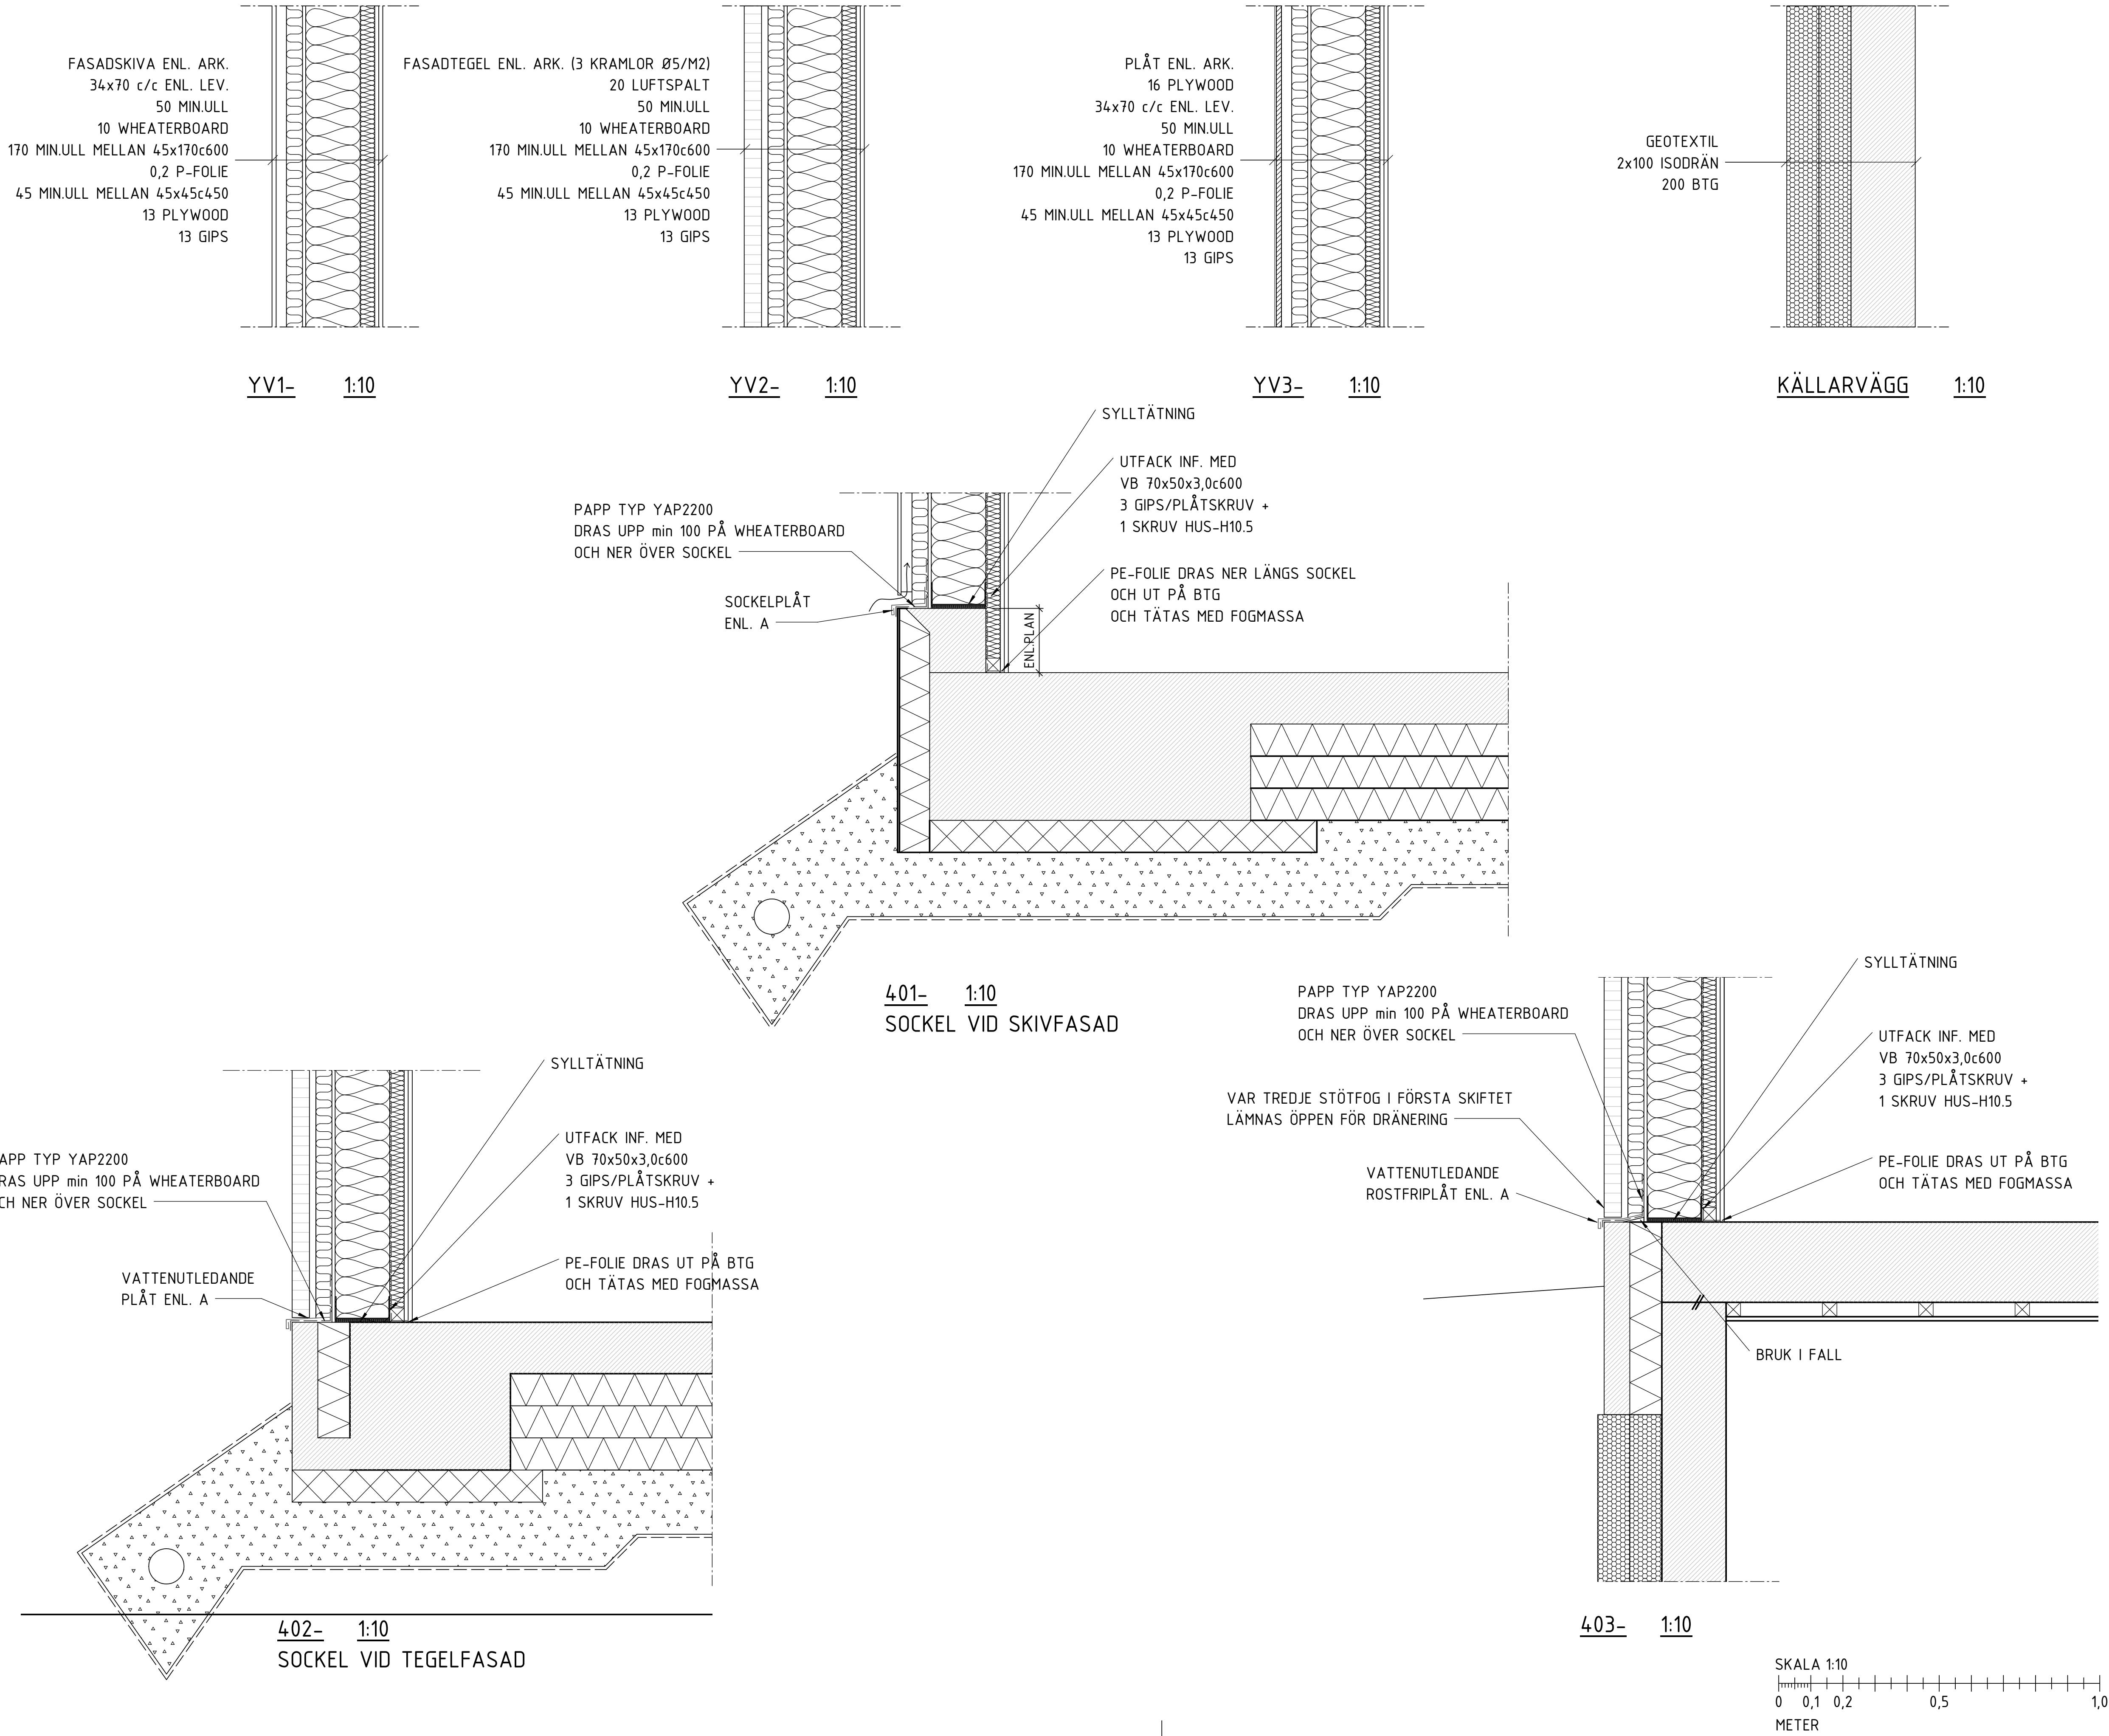 FASADSKIVA ENL. ARK.
34x70 c/c ENL. LEV.
50 MIN.ULL
10 WHEATERBOARD
170 MIN.ULL MELLAN 45x170c600
0,2 P-FOLIE
45 MIN.ULL MELLAN 45x45c450
13 PLYWOOD
13 GIPS
YV1- 1:10
FASADTEGEL ENL. ARK. (3 KRAMLOR Ø5/M2)
20 LUFTSPALT
50 MIN.ULL
10 WHEATERBOARD
170 MIN.ULL MELLAN 45x170c600
0,2 P-FOLIE
45 MIN.ULL MELLAN 45x45c450
13 PLYWOOD
13 GIPS
YV2- 1:10
PLÅT ENL. ARK.
16 PLYWOOD
34x70 c/c ENL. LEV.
50 MIN.ULL
10 WHEATERBOARD
170 MIN.ULL MELLAN 45x170c600
0,2 P-FOLIE
45 MIN.ULL MELLAN 45x45c450
13 PLYWOOD
13 GIPS
YV3- 1:10
GEOTEXTIL
2x100 ISODRÄN
200 BTG
KÄLLARVÄGG 1:10
SYLLTÄTNING
UTFACK INF. MED
VB 70x50x3,0c600
3 GIPS/PLÅTSKRUV +
1 SKRUV HUS-H10.5
PAPP TYP YAP2200
DRAS UPP min 100 PÅ WHEATERBOARD
OCH NER ÖVER SOCKEL
PE-FOLIE DRAS NER LÄNGS SOCKEL
OCH UT PÅ BTG
OCH TÄTAS MED FOGMASSA
SOCKELPLÅT
ENL. A
ENL.PLAN
401- 1:10
SOCKEL VID SKIVFASAD
SYLLTÄTNING
UTFACK INF. MED
VB 70x50x3,0c600
3 GIPS/PLÅTSKRUV +
1 SKRUV HUS-H10.5
APP TYP YAP2200
RAS UPP min 100 PÅ WHEATERBOARD
CH NER ÖVER SOCKEL
PE-FOLIE DRAS UT PÅ BTG
OCH TÄTAS MED FOGMASSA
VATTENUTLEDANDE
PLÅT ENL. A
402- 1:10
SOCKEL VID TEGELFASAD
SYLLTÄTNING
PAPP TYP YAP2200
DRAS UPP min 100 PÅ WHEATERBOARD
OCH NER ÖVER SOCKEL
UTFACK INF. MED
VB 70x50x3,0c600
3 GIPS/PLÅTSKRUV +
1 SKRUV HUS-H10.5
VAR TREDJE STÖTFOG I FÖRSTA SKIFTET
LÄMNAS ÖPPEN FÖR DRÄNERING
VATTENUTLEDANDE
ROSTFRIPLÅT ENL. A
PE-FOLIE DRAS UT PÅ BTG
OCH TÄTAS MED FOGMASSA
BRUK I FALL
403- 1:10
SKALA 1:10
0 0,1 0,2 0,5 1,0
METER